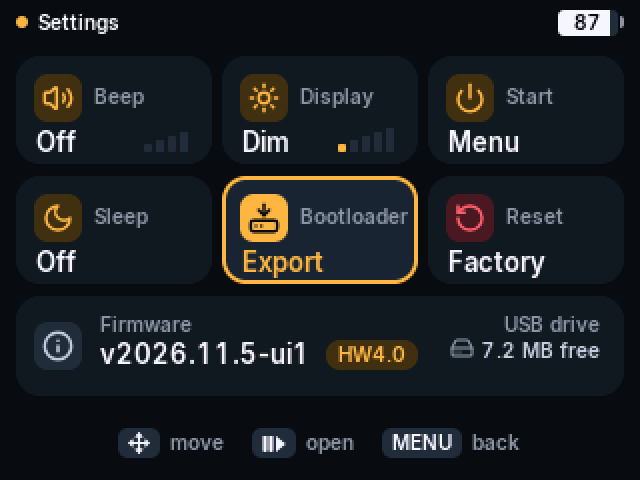 Settings
87
Beep
Off
Display
Dim
Start
Menu
Sleep
Off
Bootloader
Export
Reset
Factory
Firmware
v2026.11.5-ui1 HW4.0
USB drive
7.2 MB free
move open MENU back